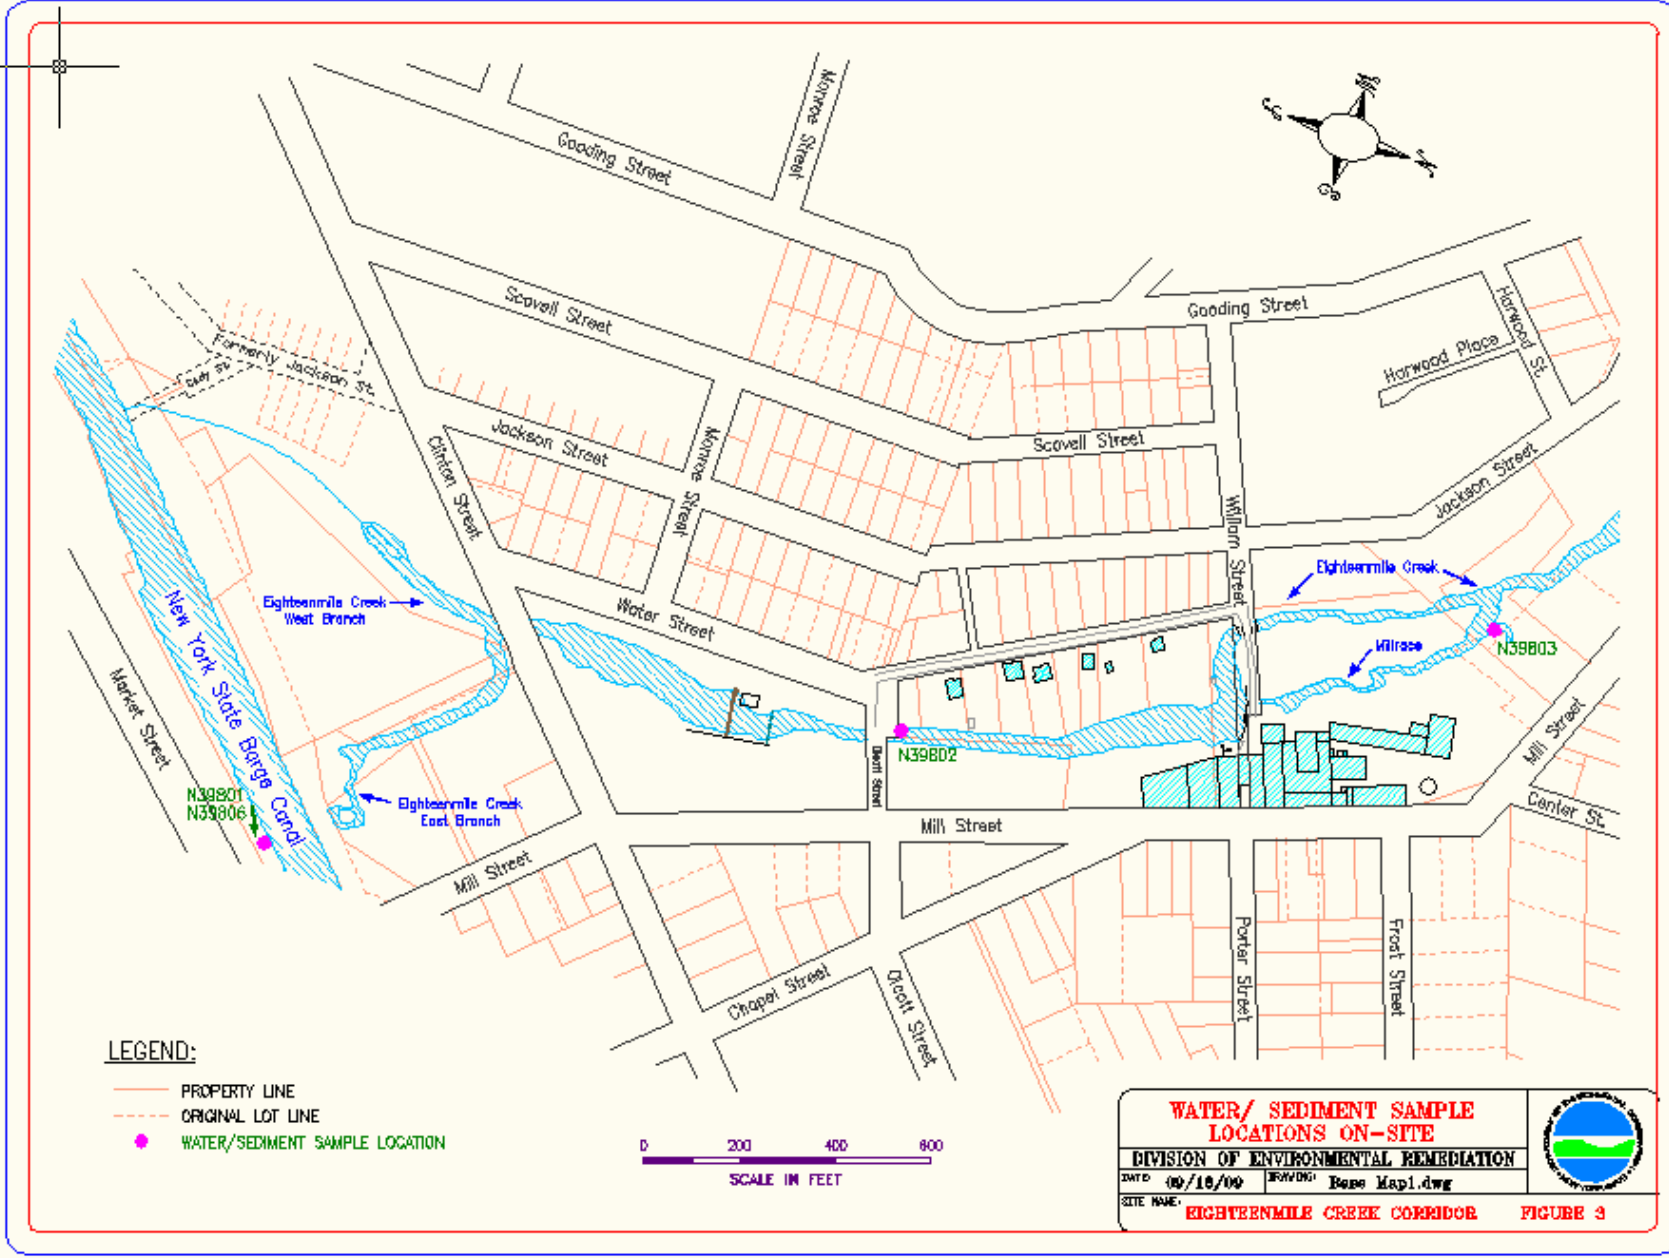 Monroe Street
Gooding Street
Scovell Street
Gooding Street
Harwood St.
Harwood Place
Formerly Jackson St.
Jackson Street
Clinton Street
Monroe Street
Scovell Street
William Street
Jackson Street
Eighteenmile Creek
West Branch
Water Street
Eighteenmile Creek
Millrace
N39803
New York State Barge Canal
Market Street
N39801
N39806
Eighteenmile Creek
East Branch
N39802
Mill Street
Mill Street
Mill Street
Center St.
Chapel Street
Olcott Street
Porter Street
Frost Street
LEGEND:
PROPERTY LINE
ORIGINAL LOT LINE
WATER/SEDIMENT SAMPLE LOCATION
0 200 400 600
SCALE IN FEET
WATER/ SEDIMENT SAMPLE
LOCATIONS ON-SITE
DIVISION OF ENVIRONMENTAL REMEDIATION
DATE: 09/16/09 DRAWING: Base Map1.dwg
SITE NAME: EIGHTEENMILE CREEK CORRIDOR FIGURE 3